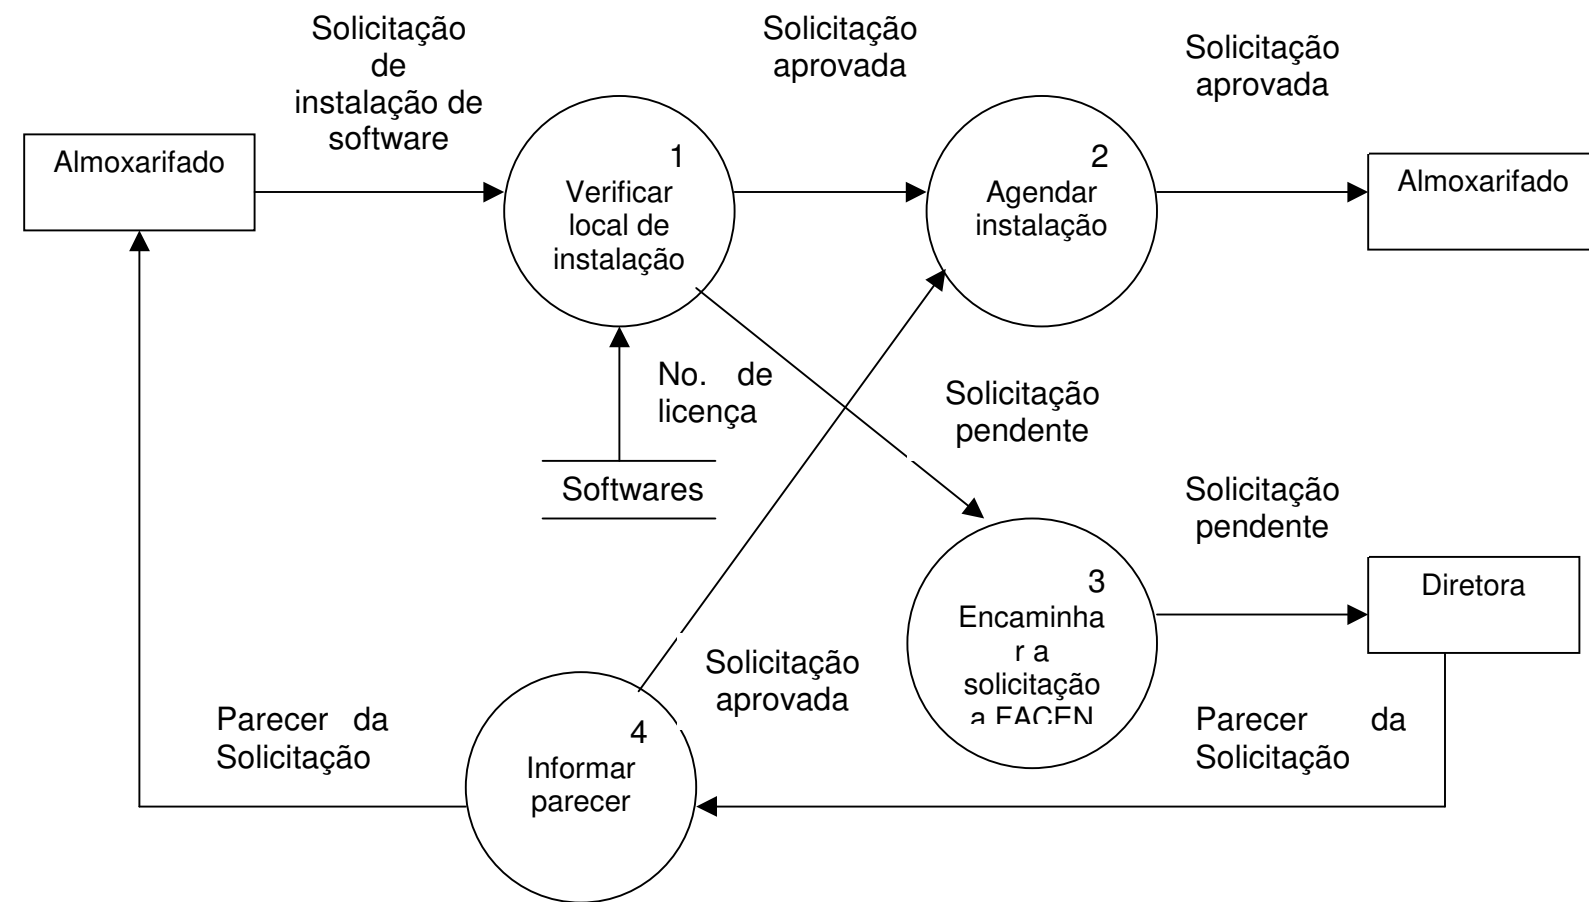 Solicitação
de
instalação de
software
Solicitação
aprovada
Solicitação
aprovada
Almoxarifado
1
Verificar
local de
instalação
2
Agendar
instalação
Almoxarifado
No. de
licença
Solicitação
pendente
Softwares
Solicitação
pendente
3
Encaminha
r a
solicitação
a FACEN
Diretora
Solicitação
aprovada
Parecer da
Solicitação
4
Informar
parecer
Parecer da
Solicitação